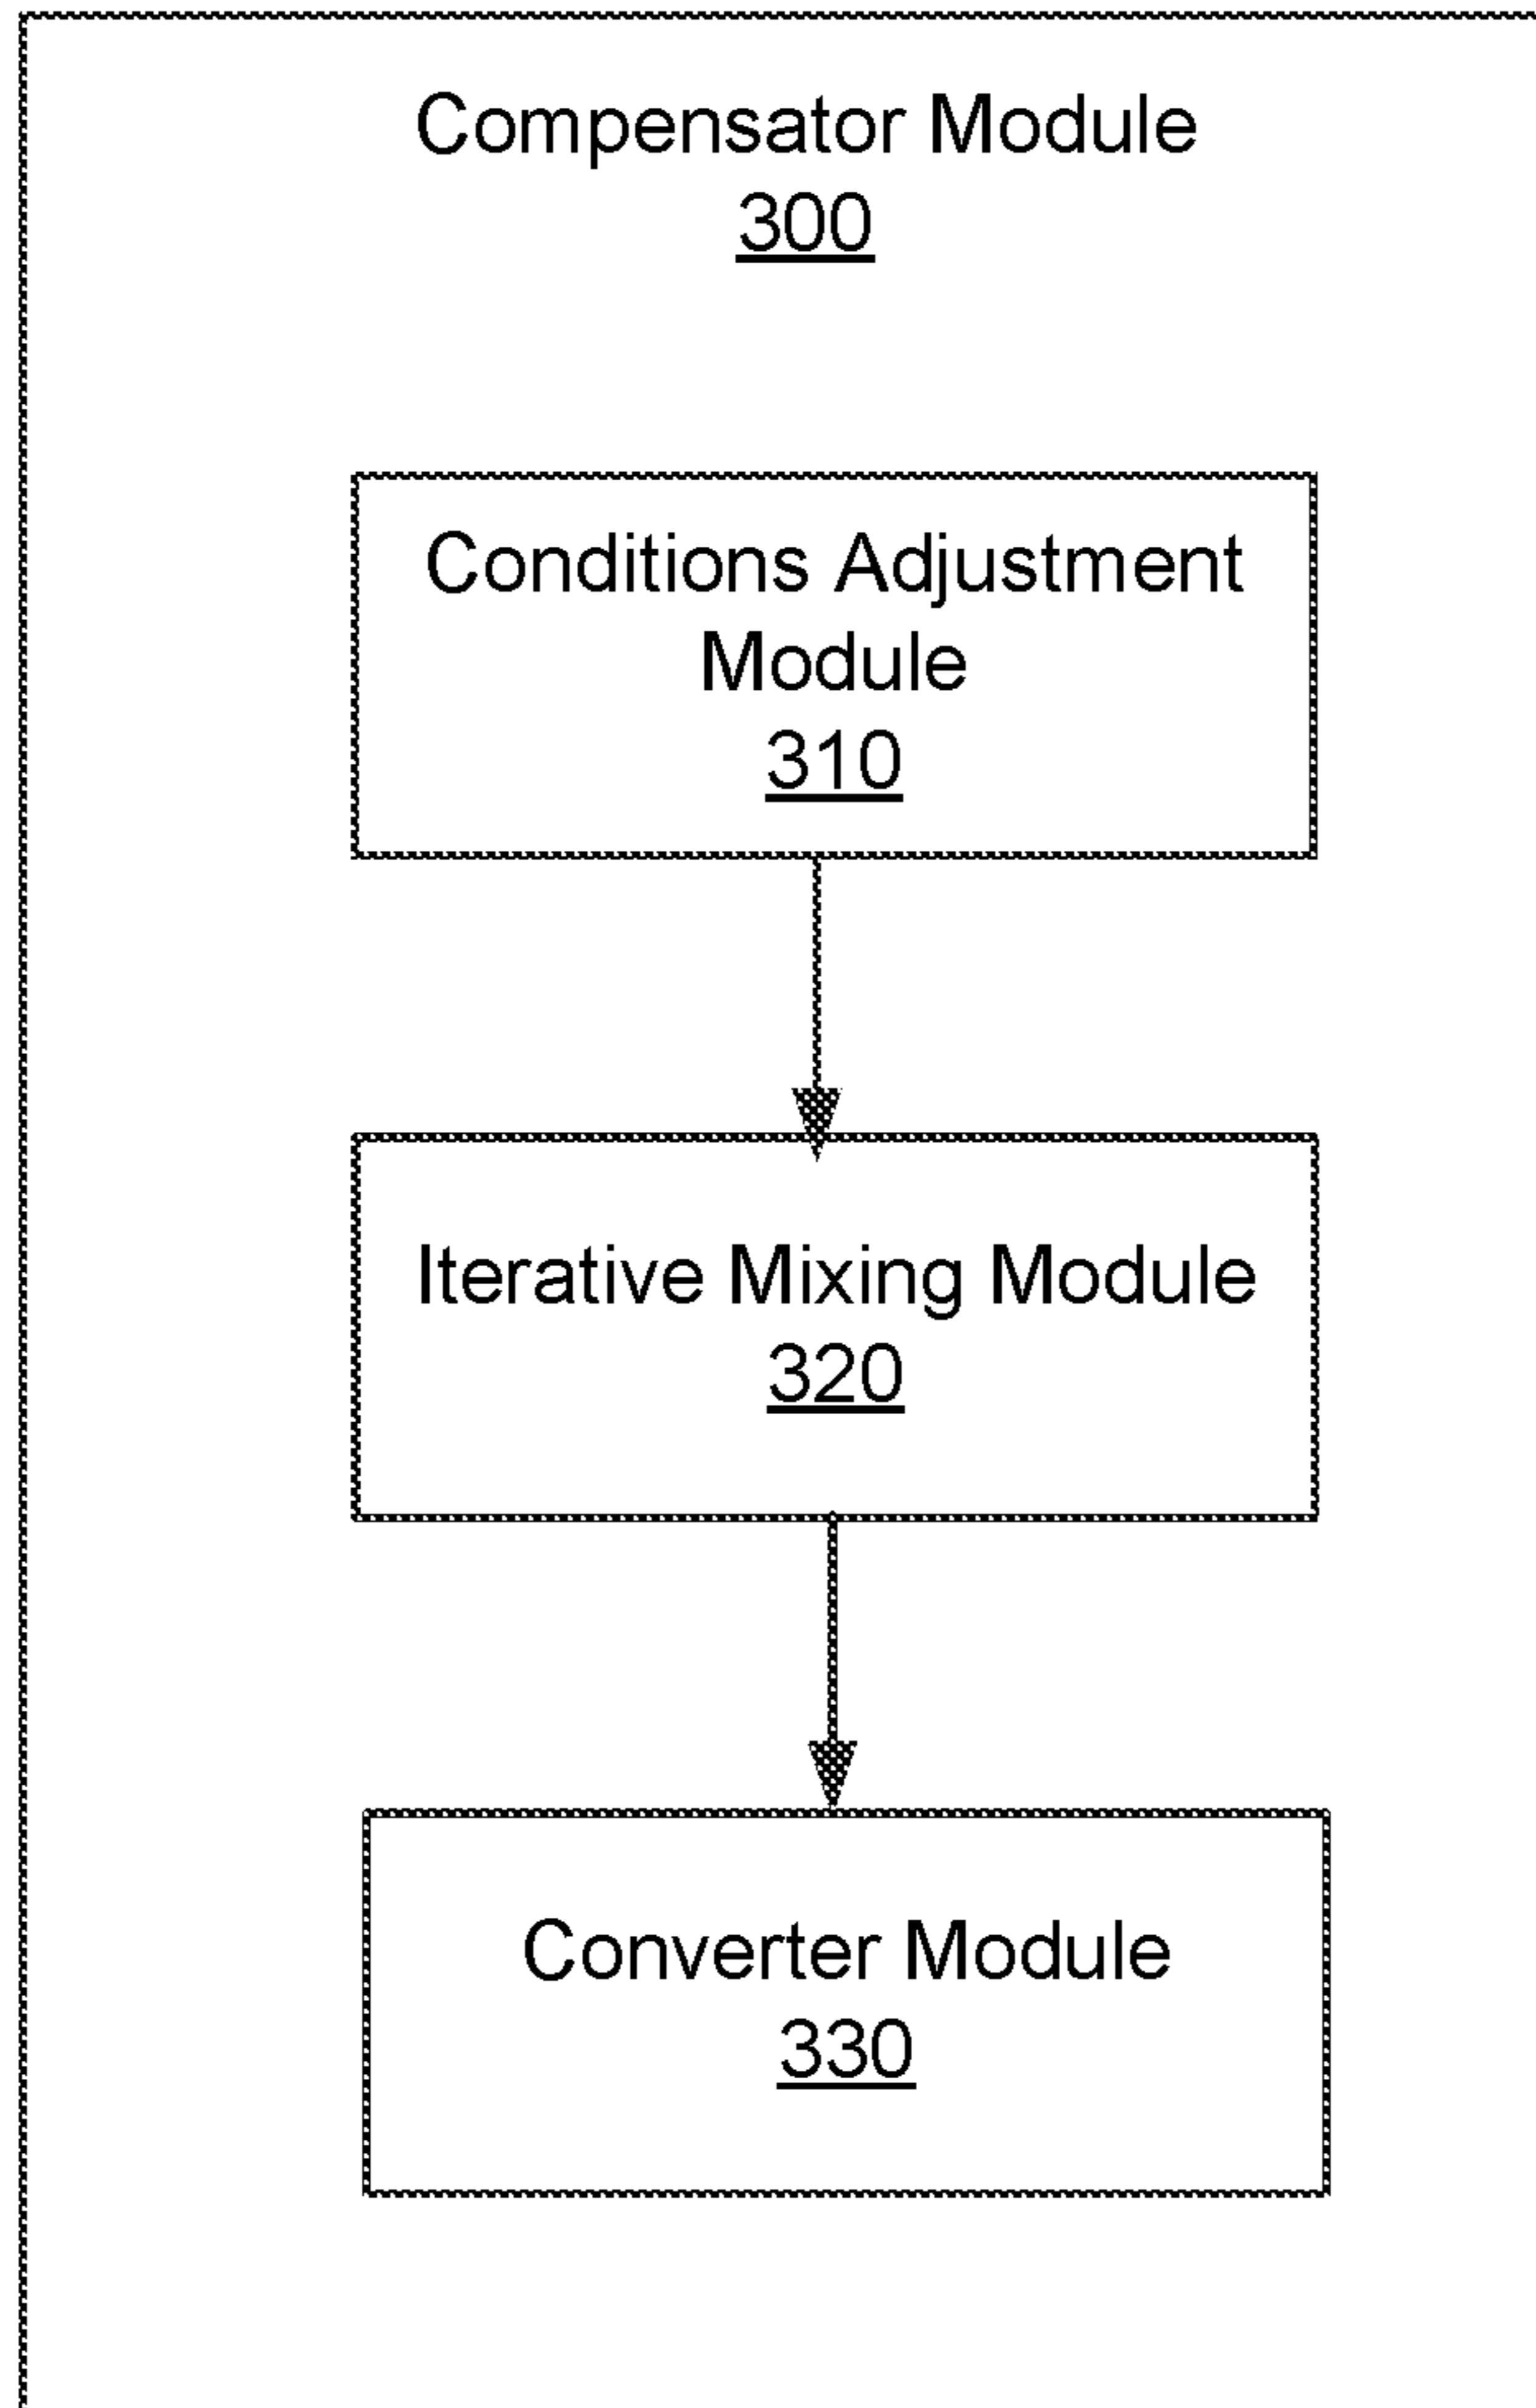 Compensator Module
300
Conditions Adjustment
Module
310
Iterative Mixing Module
320
Converter Module
330